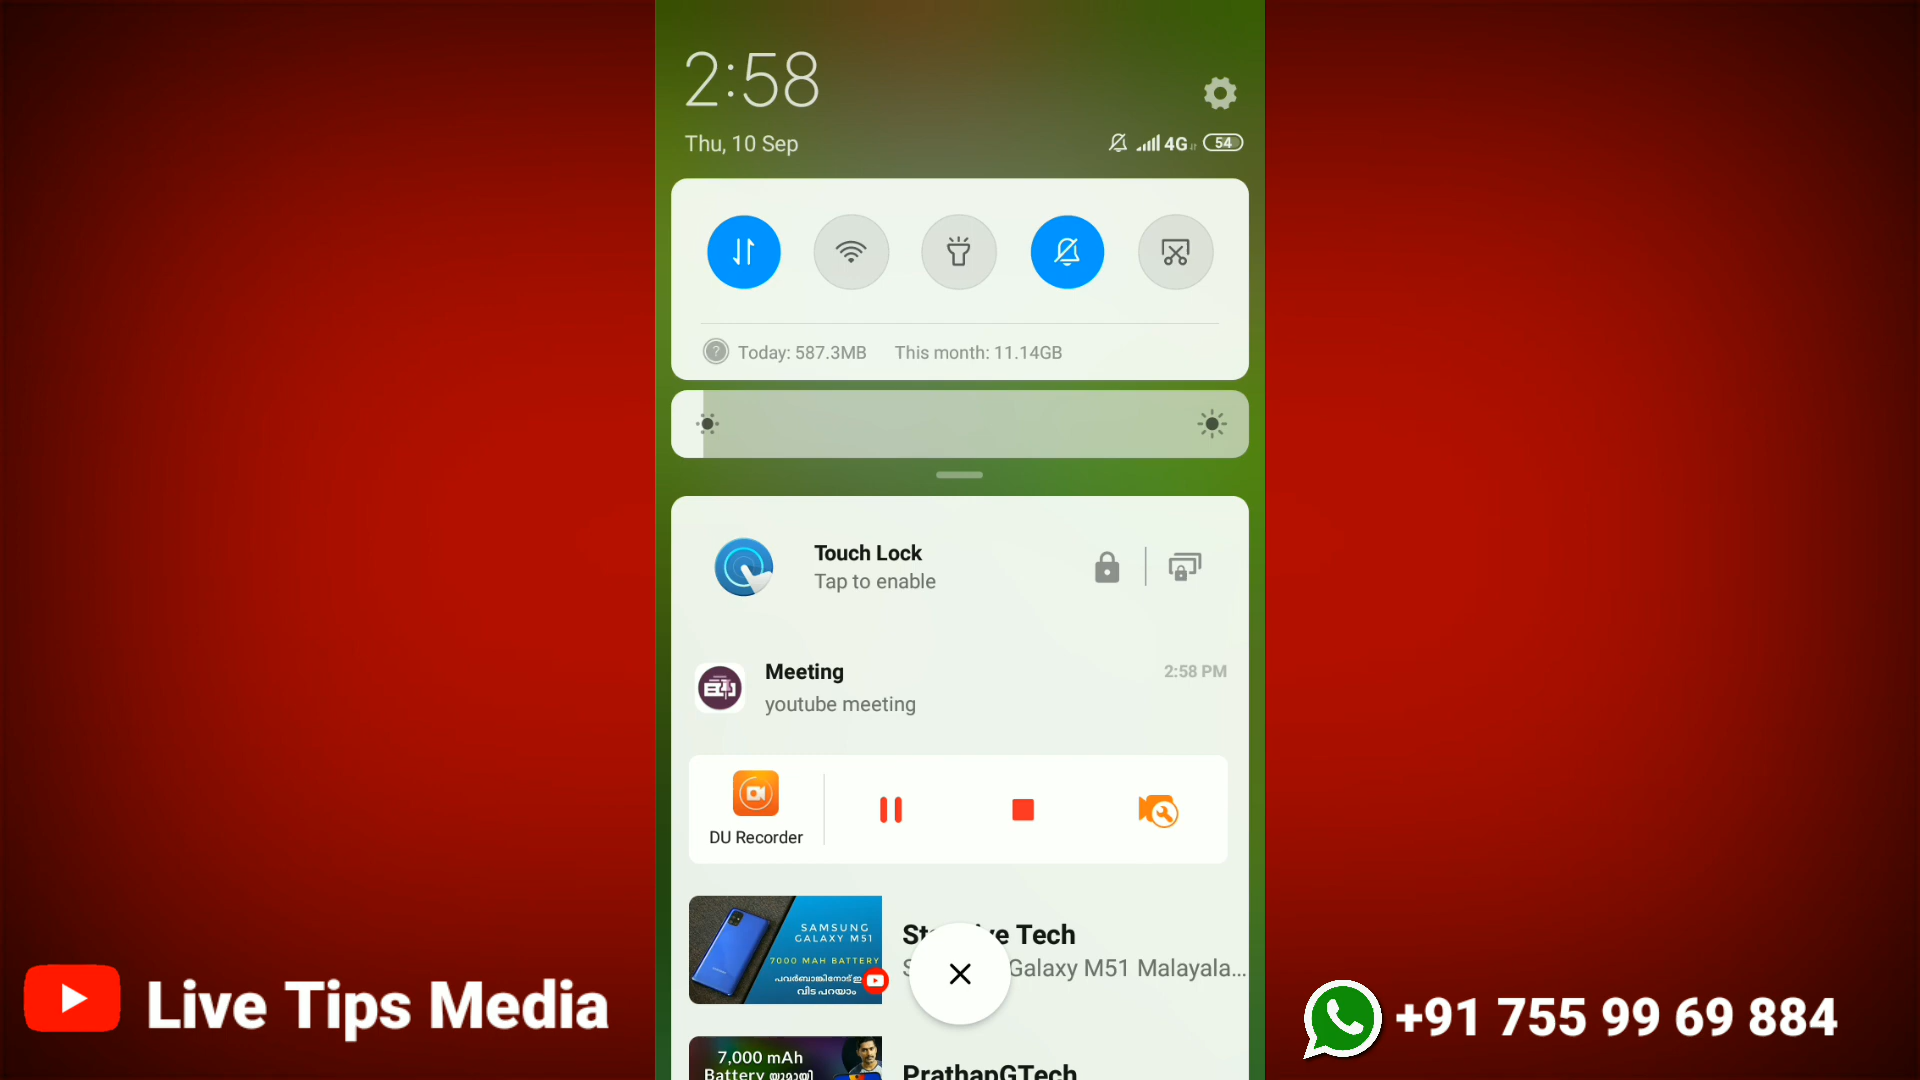 2:58
Thu, 10 Sep
4G
54
Today: 587.3MB This month: 11.14GB
Touch Lock
Tap to enable
Meeting
2:58 PM
youtube meeting
DU Recorder
SAMSUNG
GALAXY M51
7000 MAH BATTERY
പവർബാങ്കിനോട് ഇ
വിട പറയാം
Tech
Galaxy M51 Malayala...
7,000 mAh
Battery യുമായി
PrathapGTech
Live Tips Media
+91 755 99 69 884